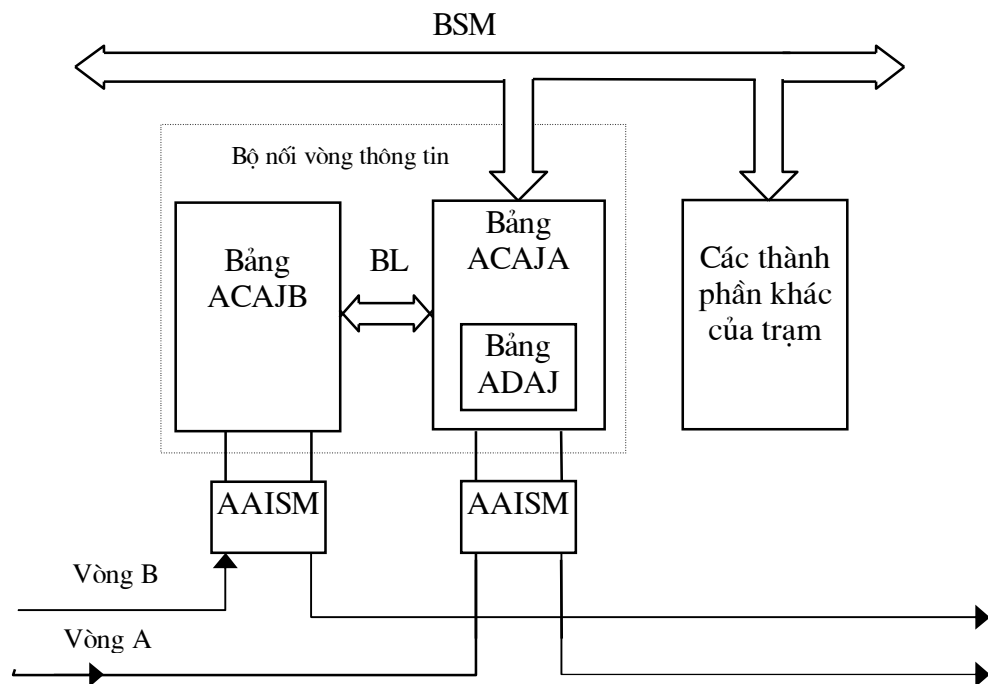 BSM
Bộ nối vòng thông tin
Bảng
ACAJB
BL
Bảng
ACAJA
Bảng
ADAJ
Các thành
phần khác
của trạm
AAISM
AAISM
Vòng B
Vòng A